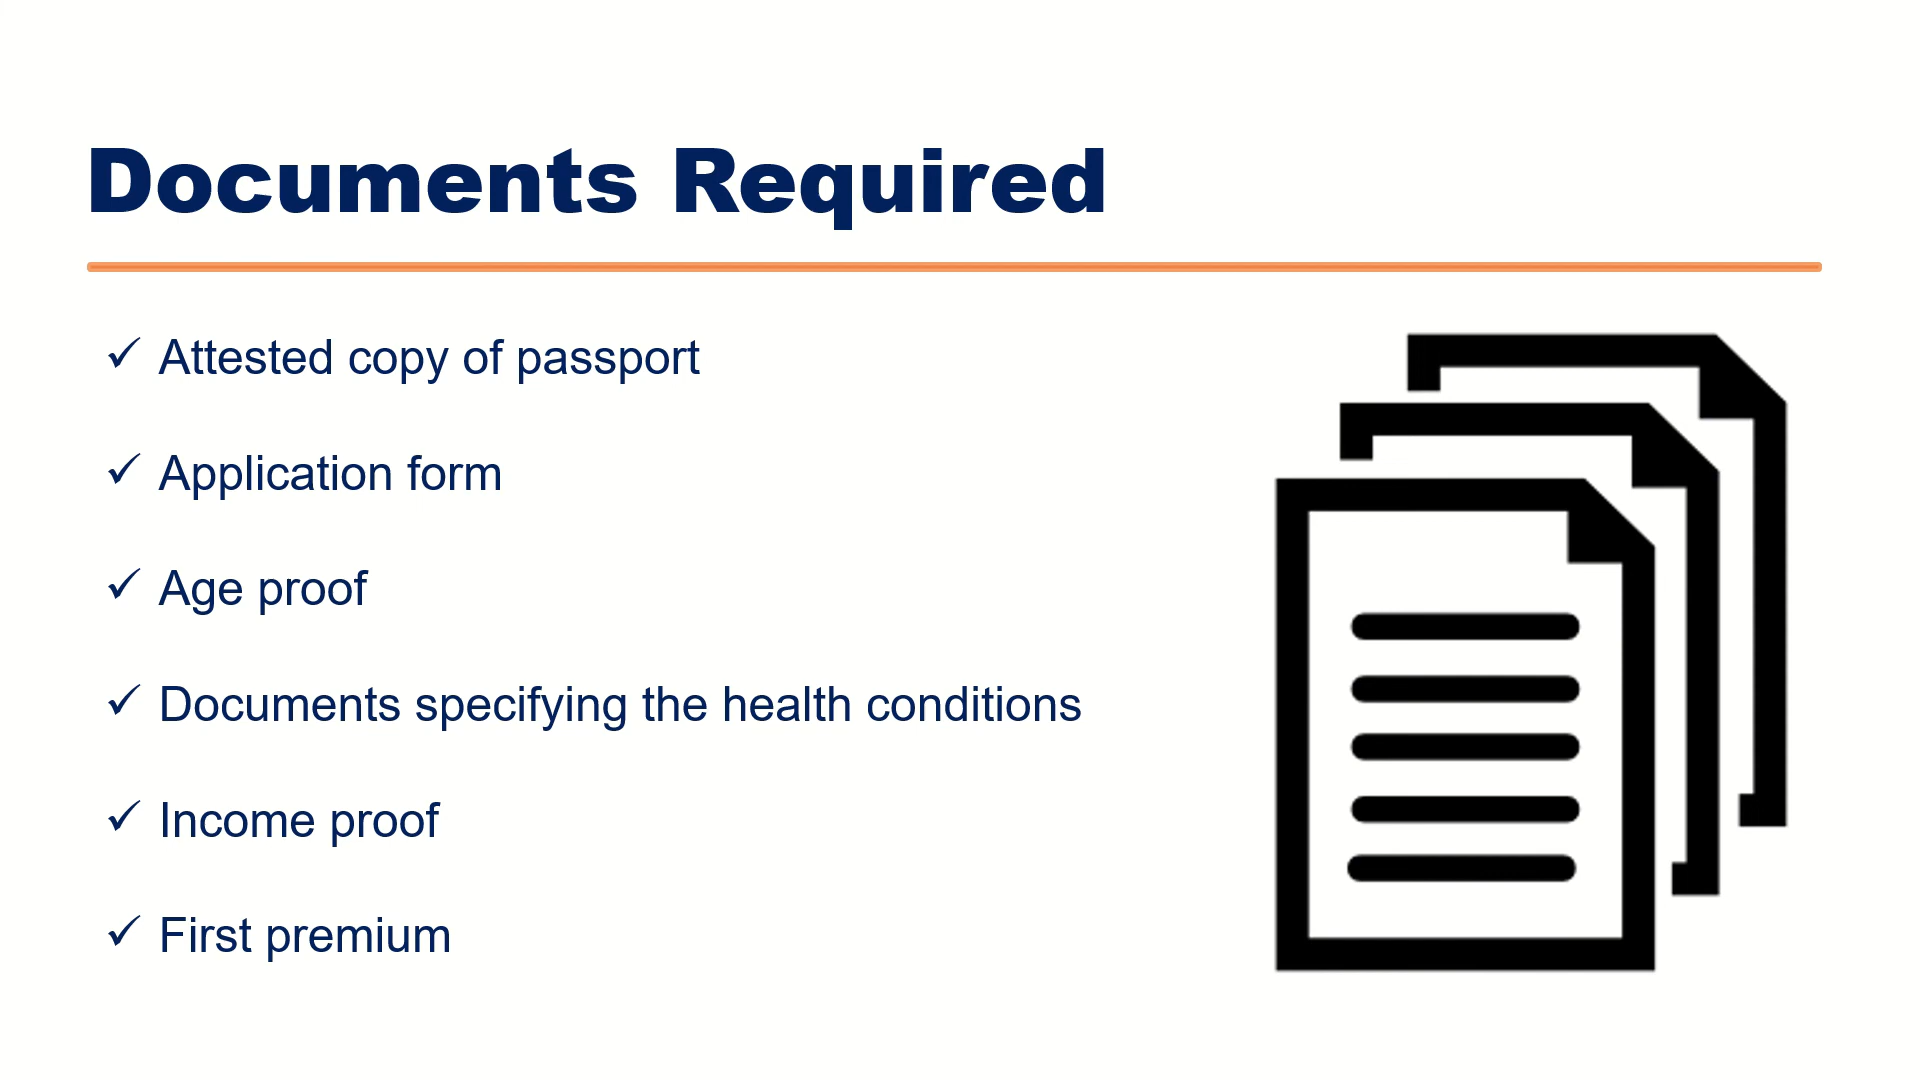 Documents Required
✓ Attested copy of passport
✓ Application form
✓ Age proof
✓ Documents specifying the health conditions
✓ Income proof
✓ First premium